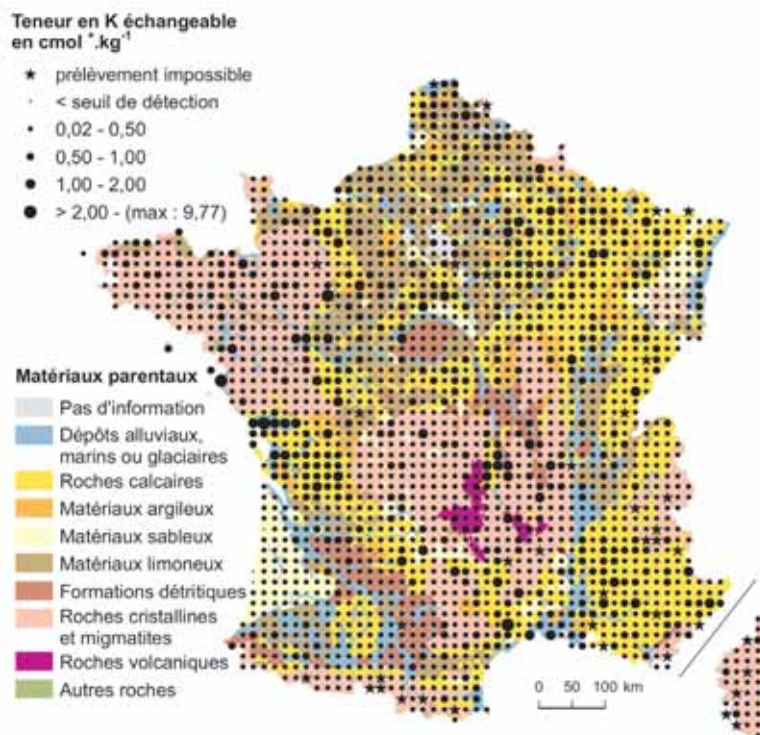 Teneur en K échangeable
en cmol ⁺.kg⁻¹
prélèvement impossible
< seuil de détection
0,02 - 0,50
0,50 - 1,00
1,00 - 2,00
> 2,00 - (max : 9,77)
Matériaux parentaux
Pas d'information
Dépôts alluviaux,
marins ou glaciaires
Roches calcaires
Matériaux argileux
Matériaux sableux
Matériaux limoneux
Formations détritiques
Roches cristallines
et migmatites
Roches volcaniques
Autres roches
0 50 100 km